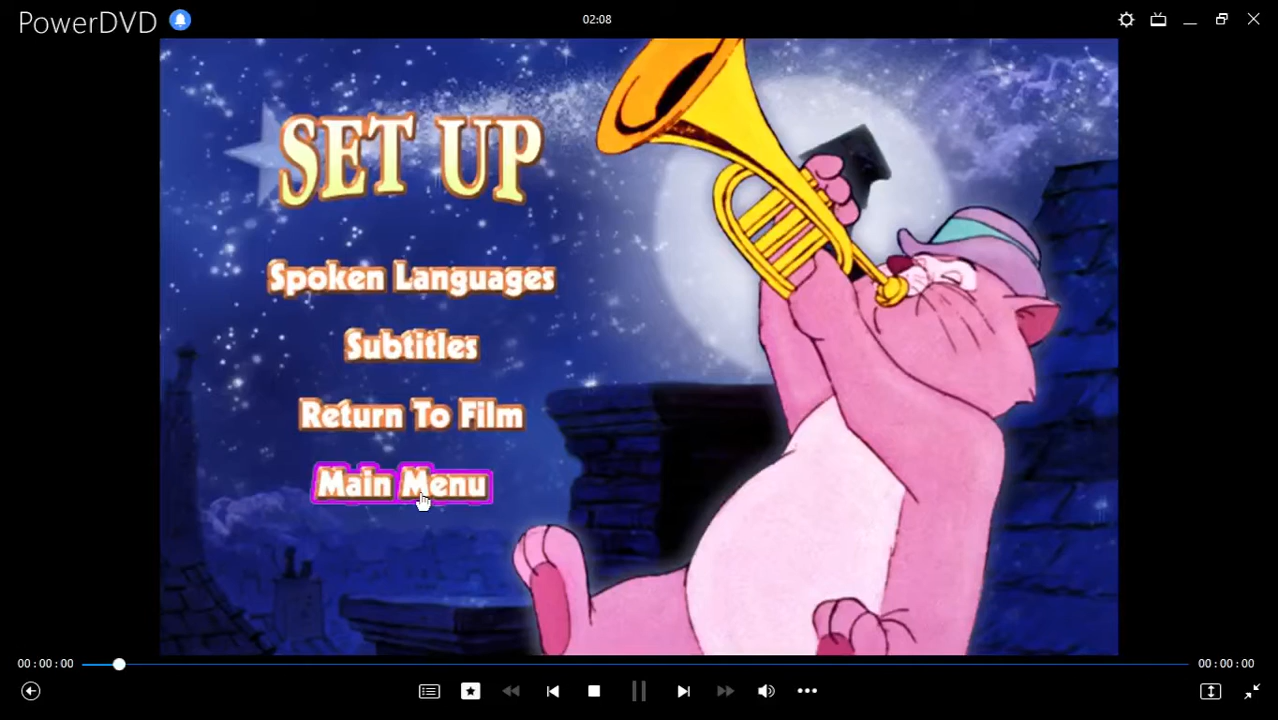 PowerDVD
02:08
SET UP
Spoken Languages
Subtitles
Return To Film
Main Menu
00:00:00
00:00:00